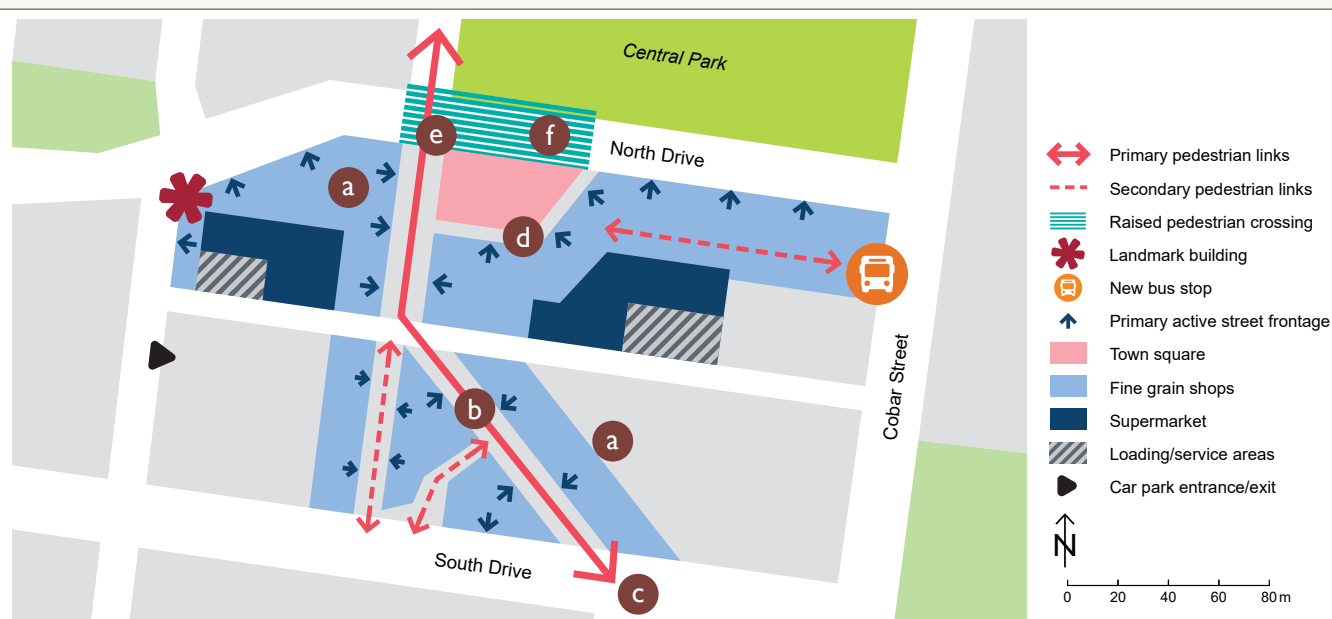 Central Park
e
f
North Drive
a
d
b
a
Cobar Street
South Drive
c
Primary pedestrian links
Secondary pedestrian links
Raised pedestrian crossing
Landmark building
New bus stop
Primary active street frontage
Town square
Fine grain shops
Supermarket
Loading/service areas
Car park entrance/exit
N
0 20 40 60 80 m